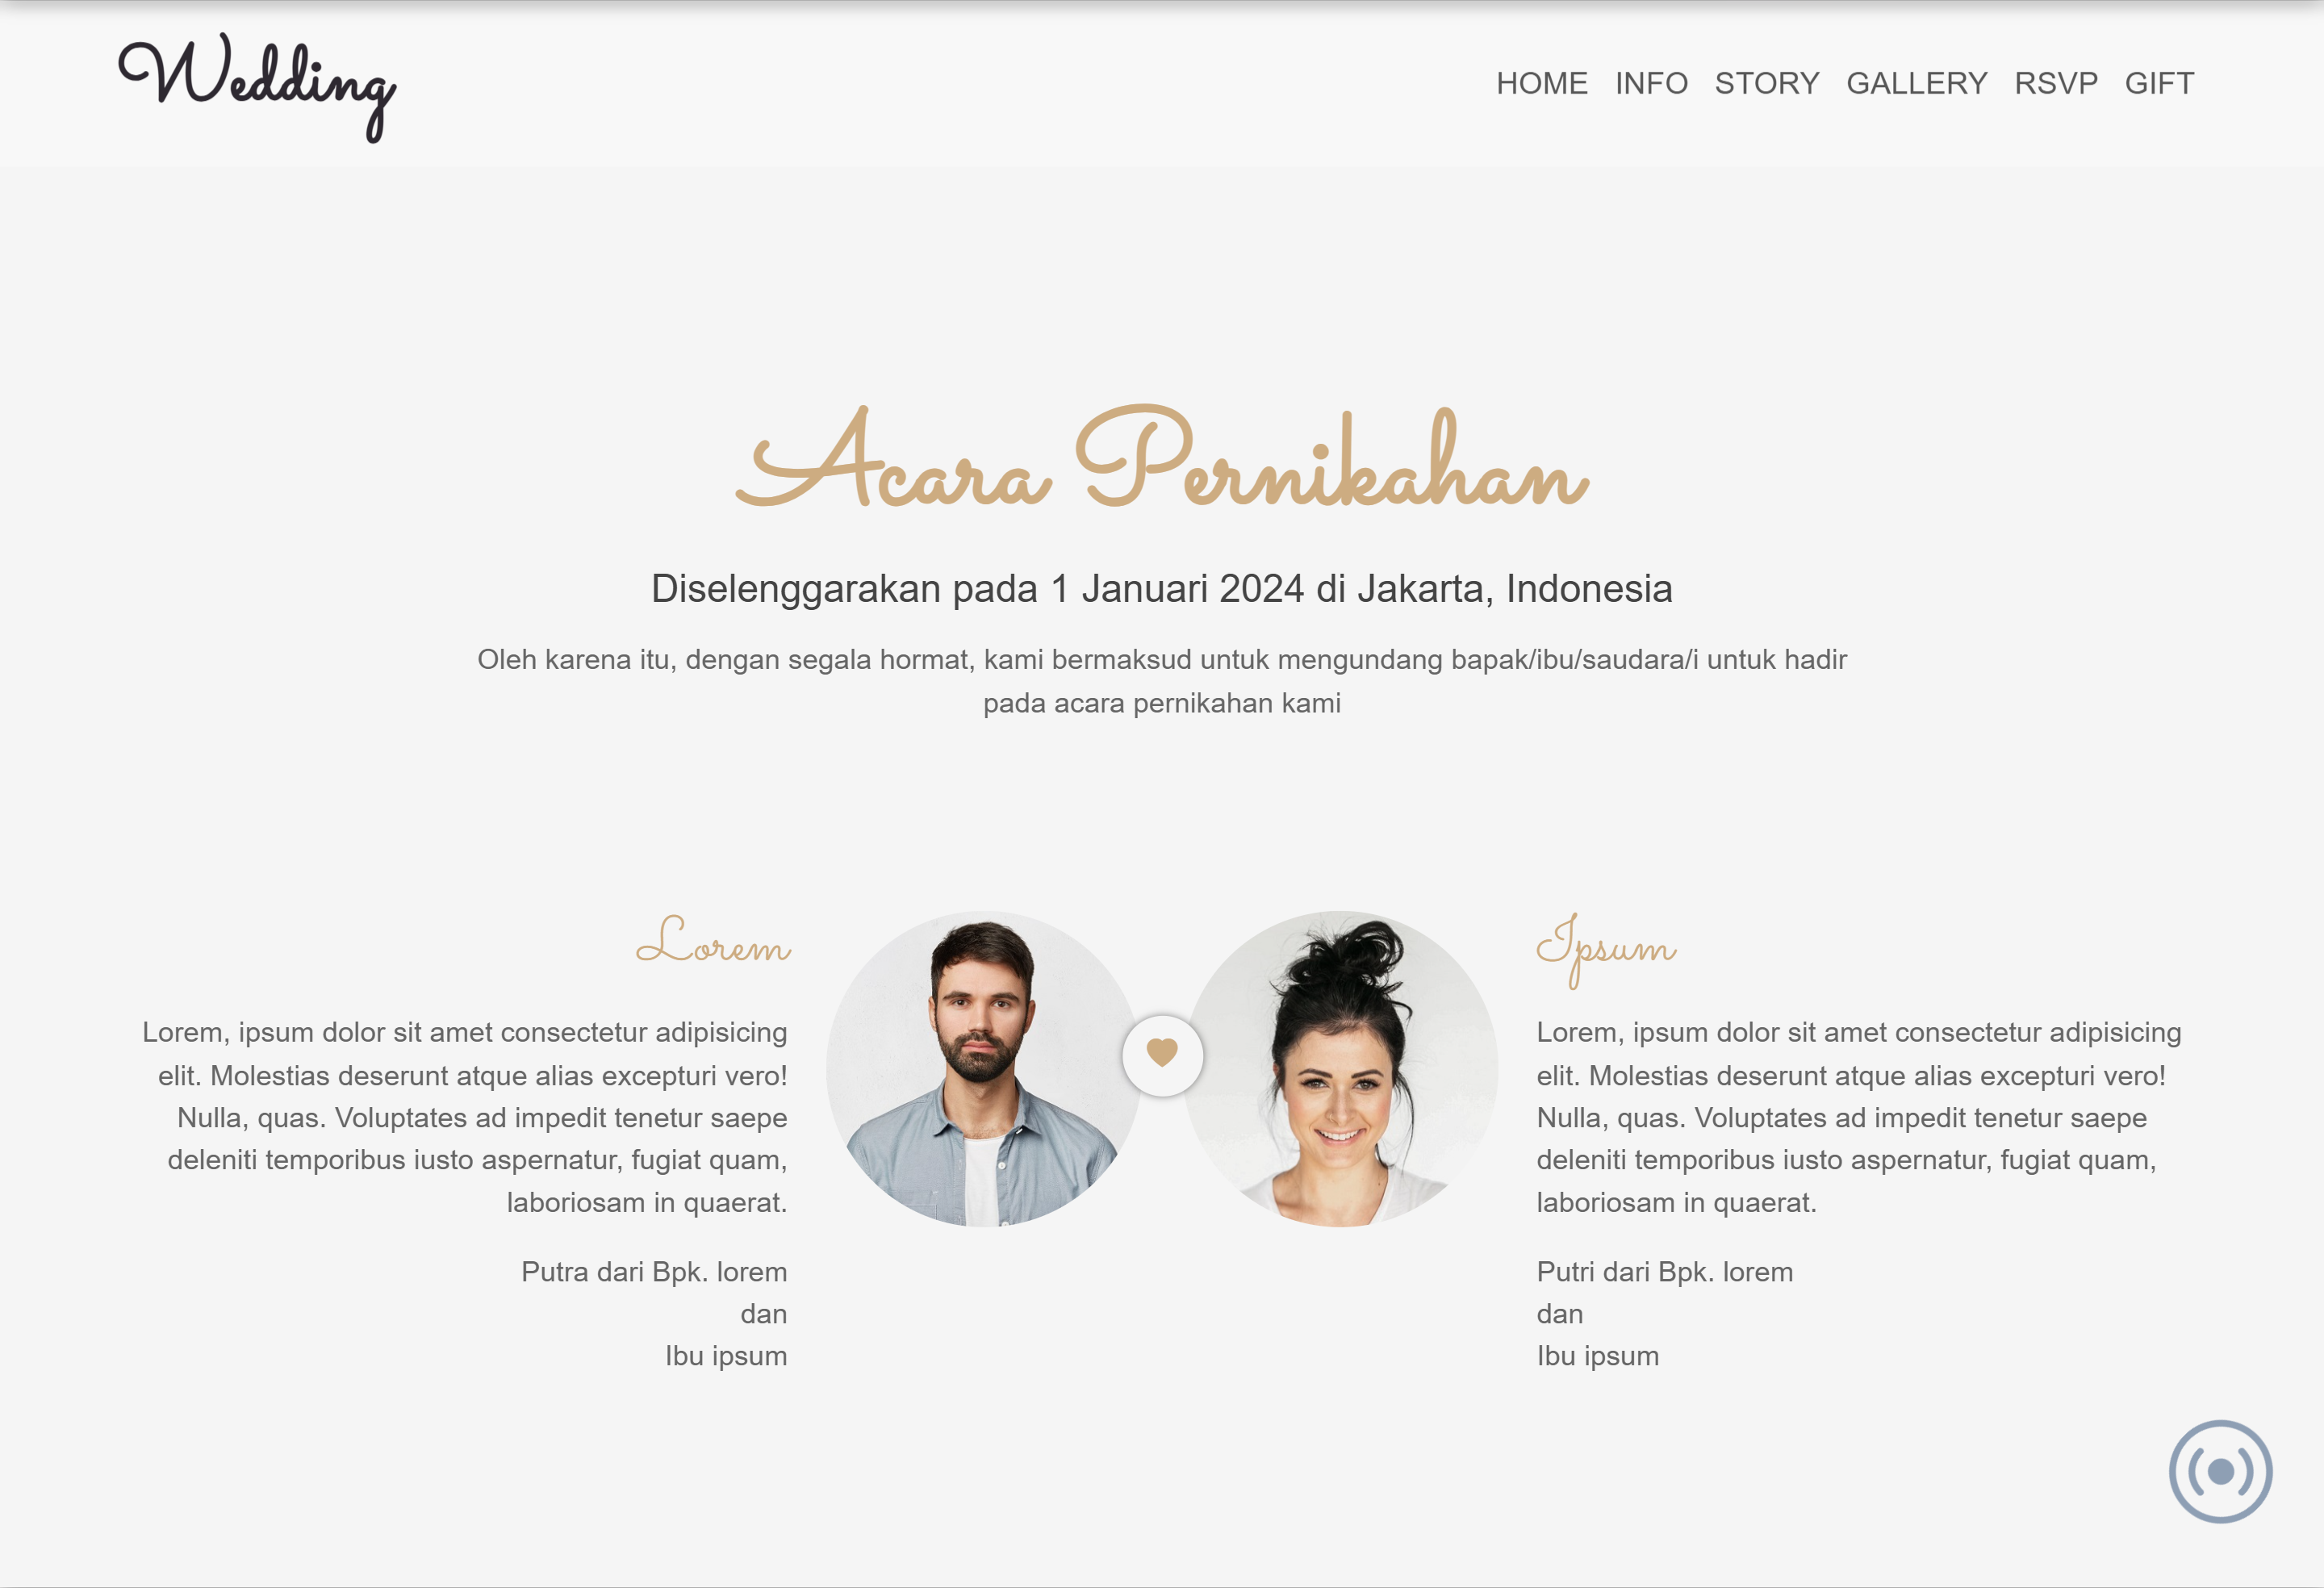 Wedding
HOME INFO STORY GALLERY RSVP GIFT
Acara Pernikahan
Diselenggarakan pada 1 Januari 2024 di Jakarta, Indonesia
Oleh karena itu, dengan segala hormat, kami bermaksud untuk mengundang bapak/ibu/saudara/i untuk hadir
pada acara pernikahan kami
Lorem
Lorem, ipsum dolor sit amet consectetur adipisicing
elit. Molestias deserunt atque alias excepturi vero!
Nulla, quas. Voluptates ad impedit tenetur saepe
deleniti temporibus iusto aspernatur, fugiat quam,
laboriosam in quaerat.
Putra dari Bpk. lorem
dan
Ibu ipsum
Ipsum
Lorem, ipsum dolor sit amet consectetur adipisicing
elit. Molestias deserunt atque alias excepturi vero!
Nulla, quas. Voluptates ad impedit tenetur saepe
deleniti temporibus iusto aspernatur, fugiat quam,
laboriosam in quaerat.
Putri dari Bpk. lorem
dan
Ibu ipsum